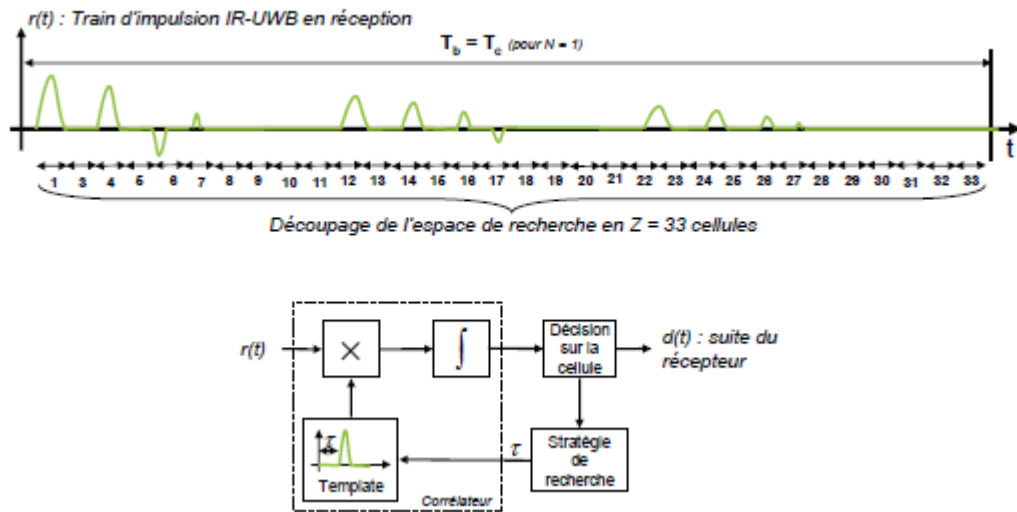 r(t) : Train d'impulsion IR-UWB en réception
T_b = T_c (pour N = 1)
t
1 3 4 5 6 7 8 9 10 11 12 13 14 15 16 17 18 19 20 21 22 23 24 25 26 27 28 29 30 31 32 33
Découpage de l'espace de recherche en Z = 33 cellules
r(t)
×
∫
Décision
sur la
cellule
d(t) : suite du
récepteur
τ
Template
Corrélateur
τ
Stratégie
de
recherche